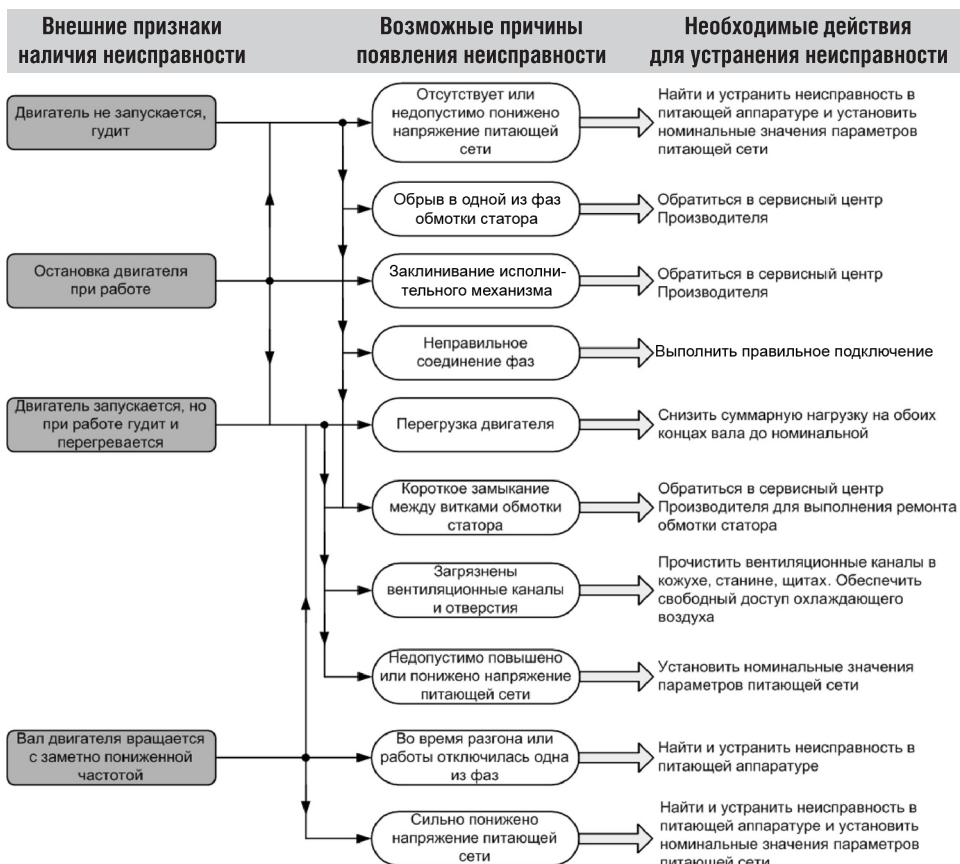 Внешние признаки
наличия неисправности
Возможные причины
появления неисправности
Необходимые действия
для устранения неисправности
Двигатель не запускается,
гудит
Отсутствует или
недопустимо понижено
напряжение питающей
сети
Найти и устранить неисправность в
питающей аппаратуре и установить
номинальные значения параметров
питающей сети
Обрыв в одной из фаз
обмотки статора
Обратиться в сервисный центр
Производителя
Остановка двигателя
при работе
Заклинивание исполни-
тельного механизма
Обратиться в сервисный центр
Производителя
Неправильное
соединение фаз
Выполнить правильное подключение
Двигатель запускается, но
при работе гудит и
перегревается
Перегрузка двигателя
Снизить суммарную нагрузку на обоих
концах вала до номинальной
Короткое замыкание
между витками обмотки
статора
Обратиться в сервисный центр
Производителя для выполнения ремонта
обмотки статора
Загрязнены
вентиляционные каналы
и отверстия
Прочистить вентиляционные каналы в
кожухе, станине, щитах. Обеспечить
свободный доступ охлаждающего
воздуха
Недопустимо повышено
или понижено напряжение
питающей сети
Установить номинальные значения
параметров питающей сети
Вал двигателя вращается
с заметно пониженной
частотой
Во время разгона или
работы отключилась одна
из фаз
Найти и устранить неисправность в
питающей аппаратуре
Сильно понижено
напряжение питающей
сети
Найти и устранить неисправность в
питающей аппаратуре и установить
номинальные значения параметров
питающей сети